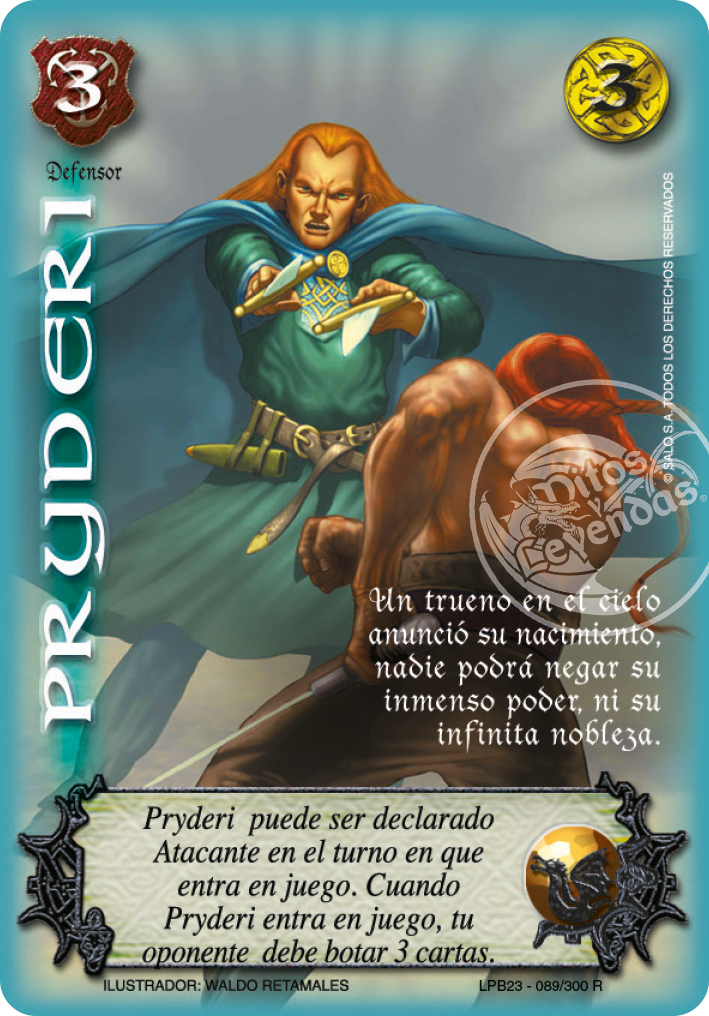 3
3
Defensor
PRYDERI
© SALO S.A. TODOS LOS DERECHOS RESERVADOS
Mitos
y
Leyendas®
Un trueno en el cielo
anunció su nacimiento,
nadie podrá negar su
inmenso poder, ni su
infinita nobleza.
Pryderi puede ser declarado
Atacante en el turno en que
entra en juego. Cuando
Pryderi entra en juego, tu
oponente debe botar 3 cartas.
ILUSTRADOR: WALDO RETAMALES LPB23 - 089/300 R